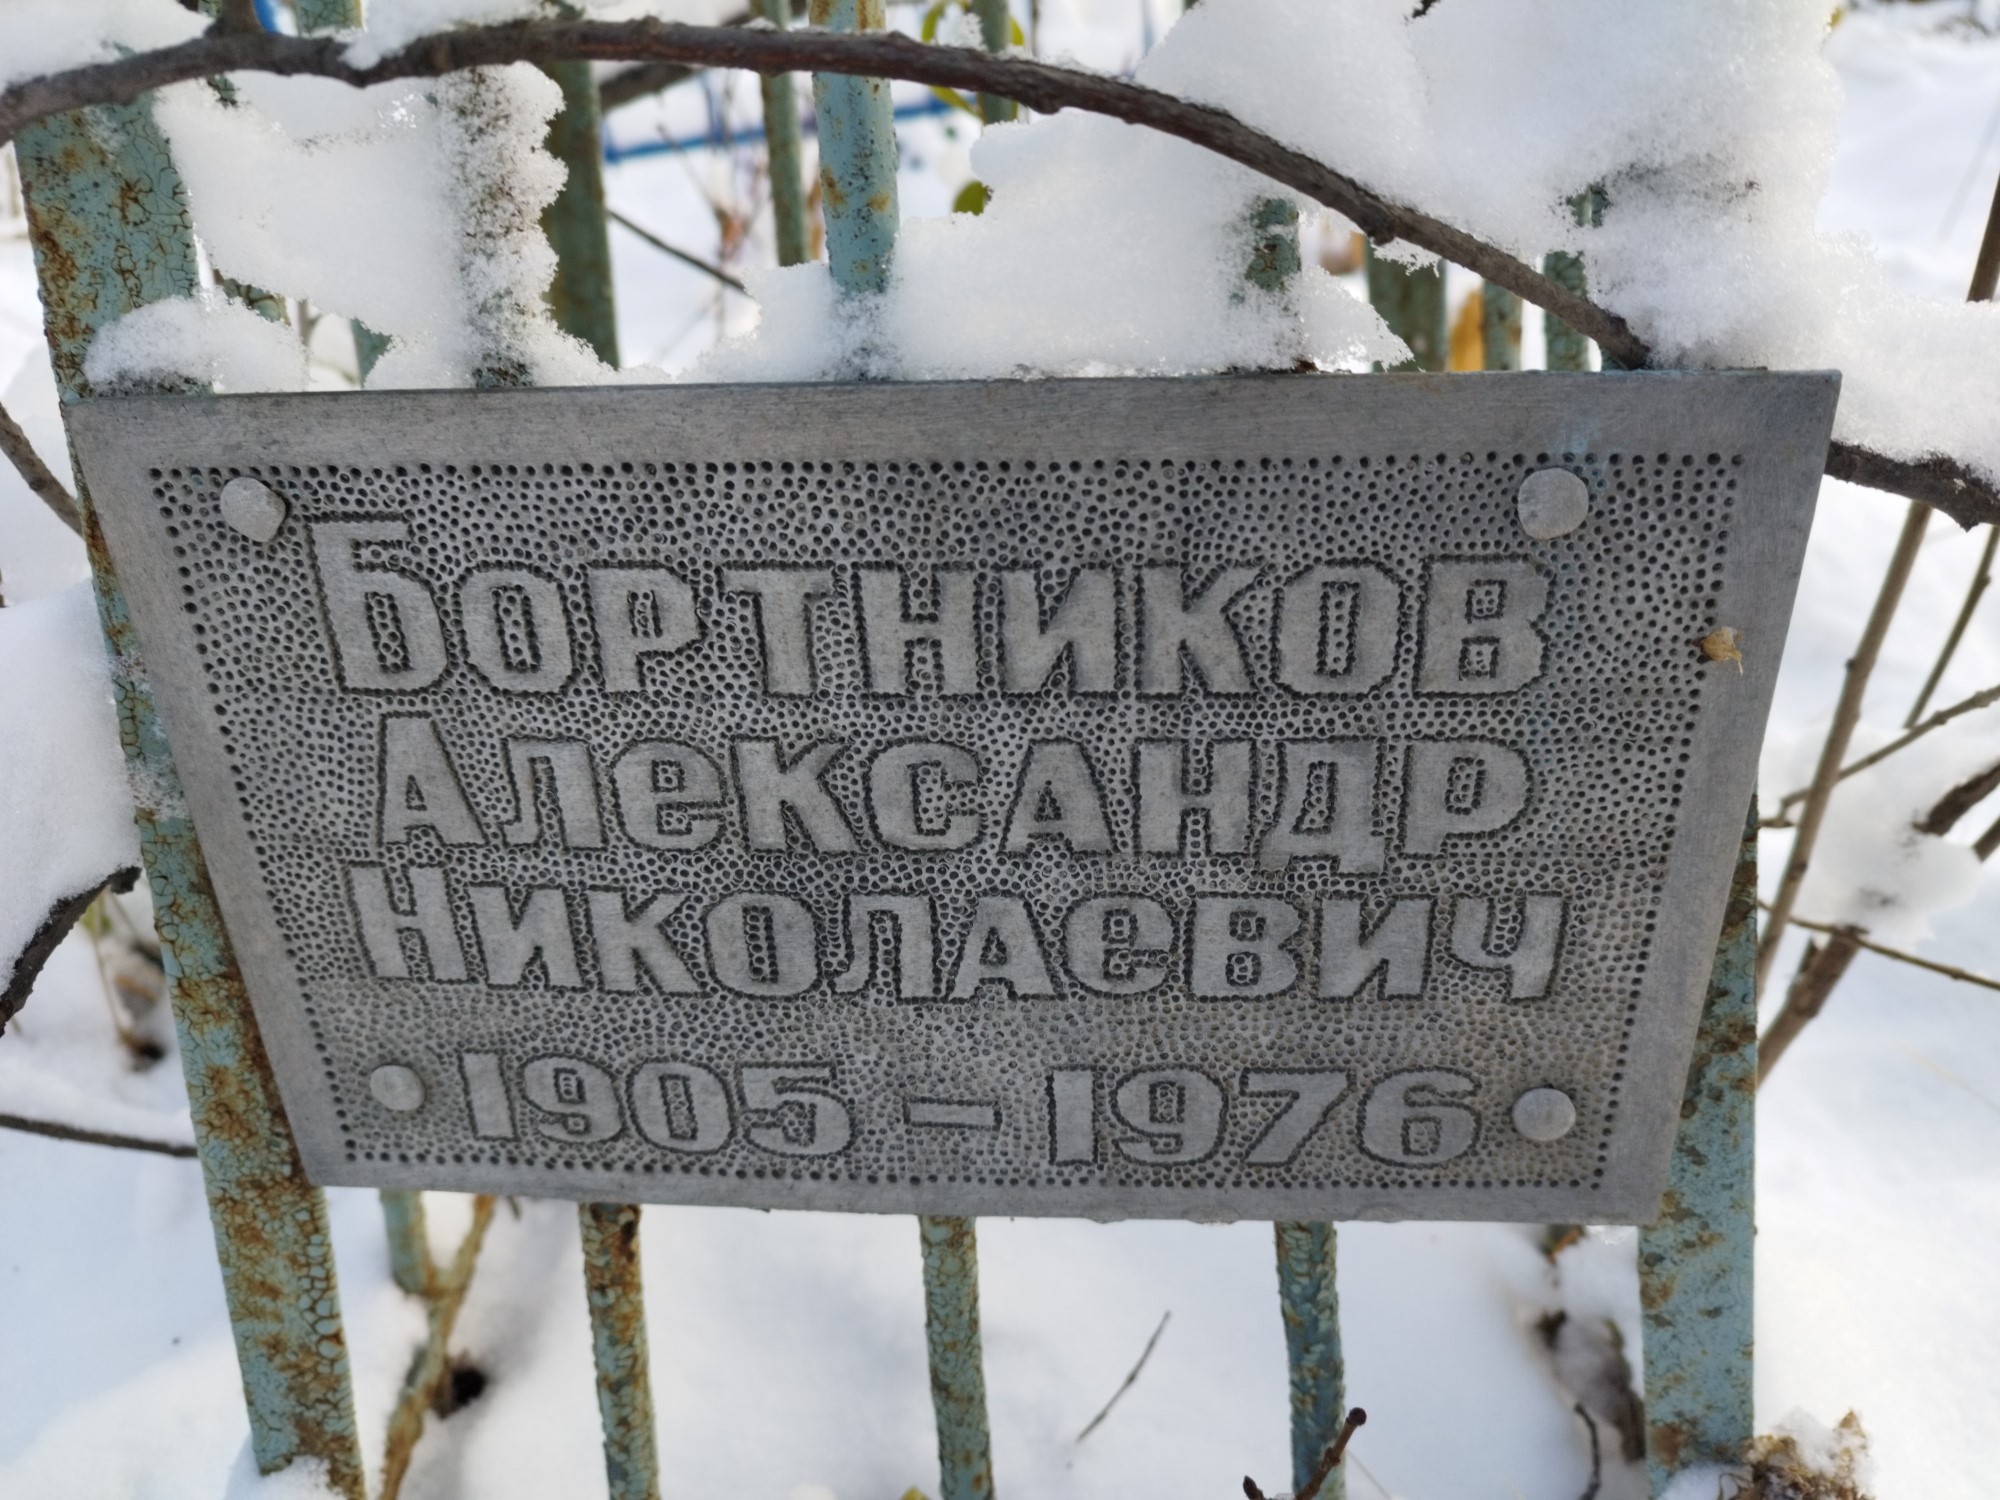 Бортников
Александр
Николаевич
1905 – 1976